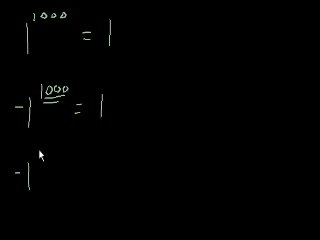 1^1000 = 1
-1^1000 = 1
-1